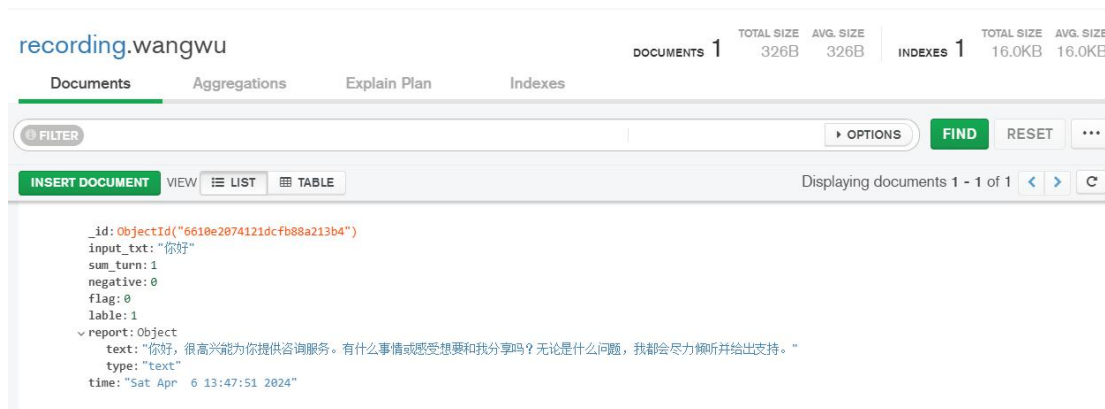 recording.wangwu
DOCUMENTS 1 TOTAL SIZE 326B AVG. SIZE 326B INDEXES 1 TOTAL SIZE 16.0KB AVG. SIZE 16.0KB
Documents Aggregations Explain Plan Indexes
FILTER OPTIONS FIND RESET ...
INSERT DOCUMENT VIEW LIST TABLE Displaying documents 1 - 1 of 1 < > C
_id:ObjectId("6610e2074121dcfb88a213b4")
input_txt:"你好"
sum_turn:1
negative:0
flag:0
lable:1
report:Object
text:"你好，很高兴能为你提供咨询服务。有什么事情或感受想要和我分享吗？无论是什么问题，我都会尽力倾听并给出支持。"
type:"text"
time:"Sat Apr  6 13:47:51 2024"